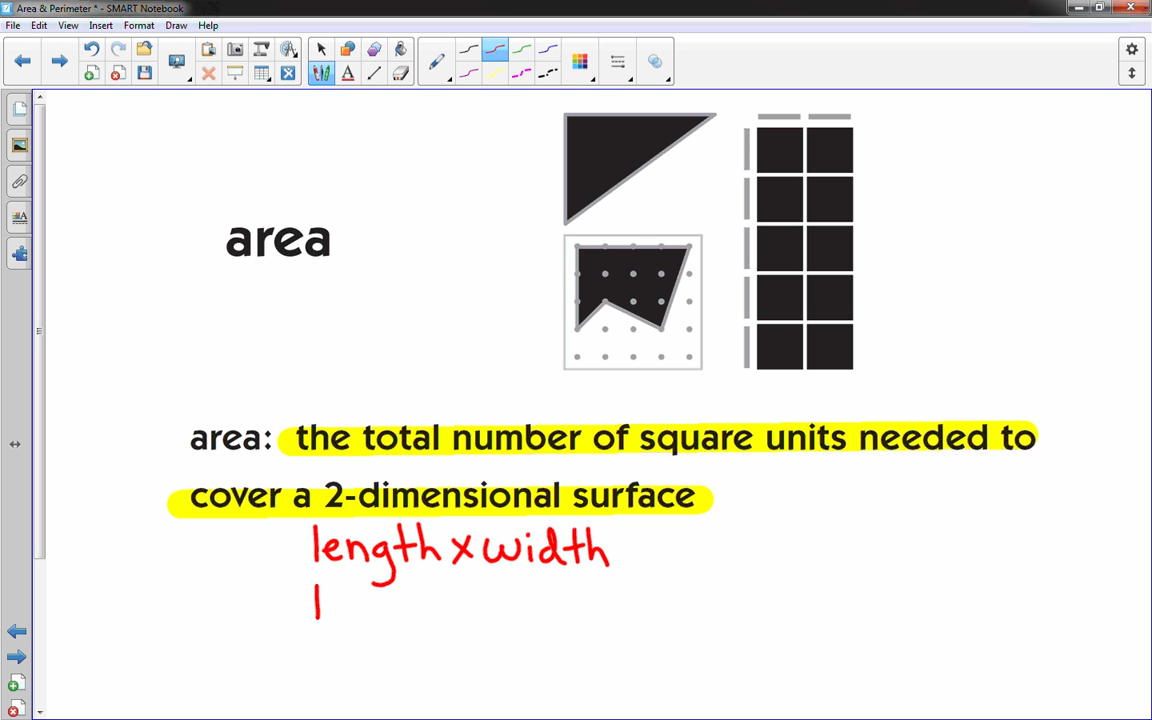 Area & Perimeter * - SMART Notebook
File Edit View Insert Format Draw Help
area
area: the total number of square units needed to
cover a 2-dimensional surface
length x width
l